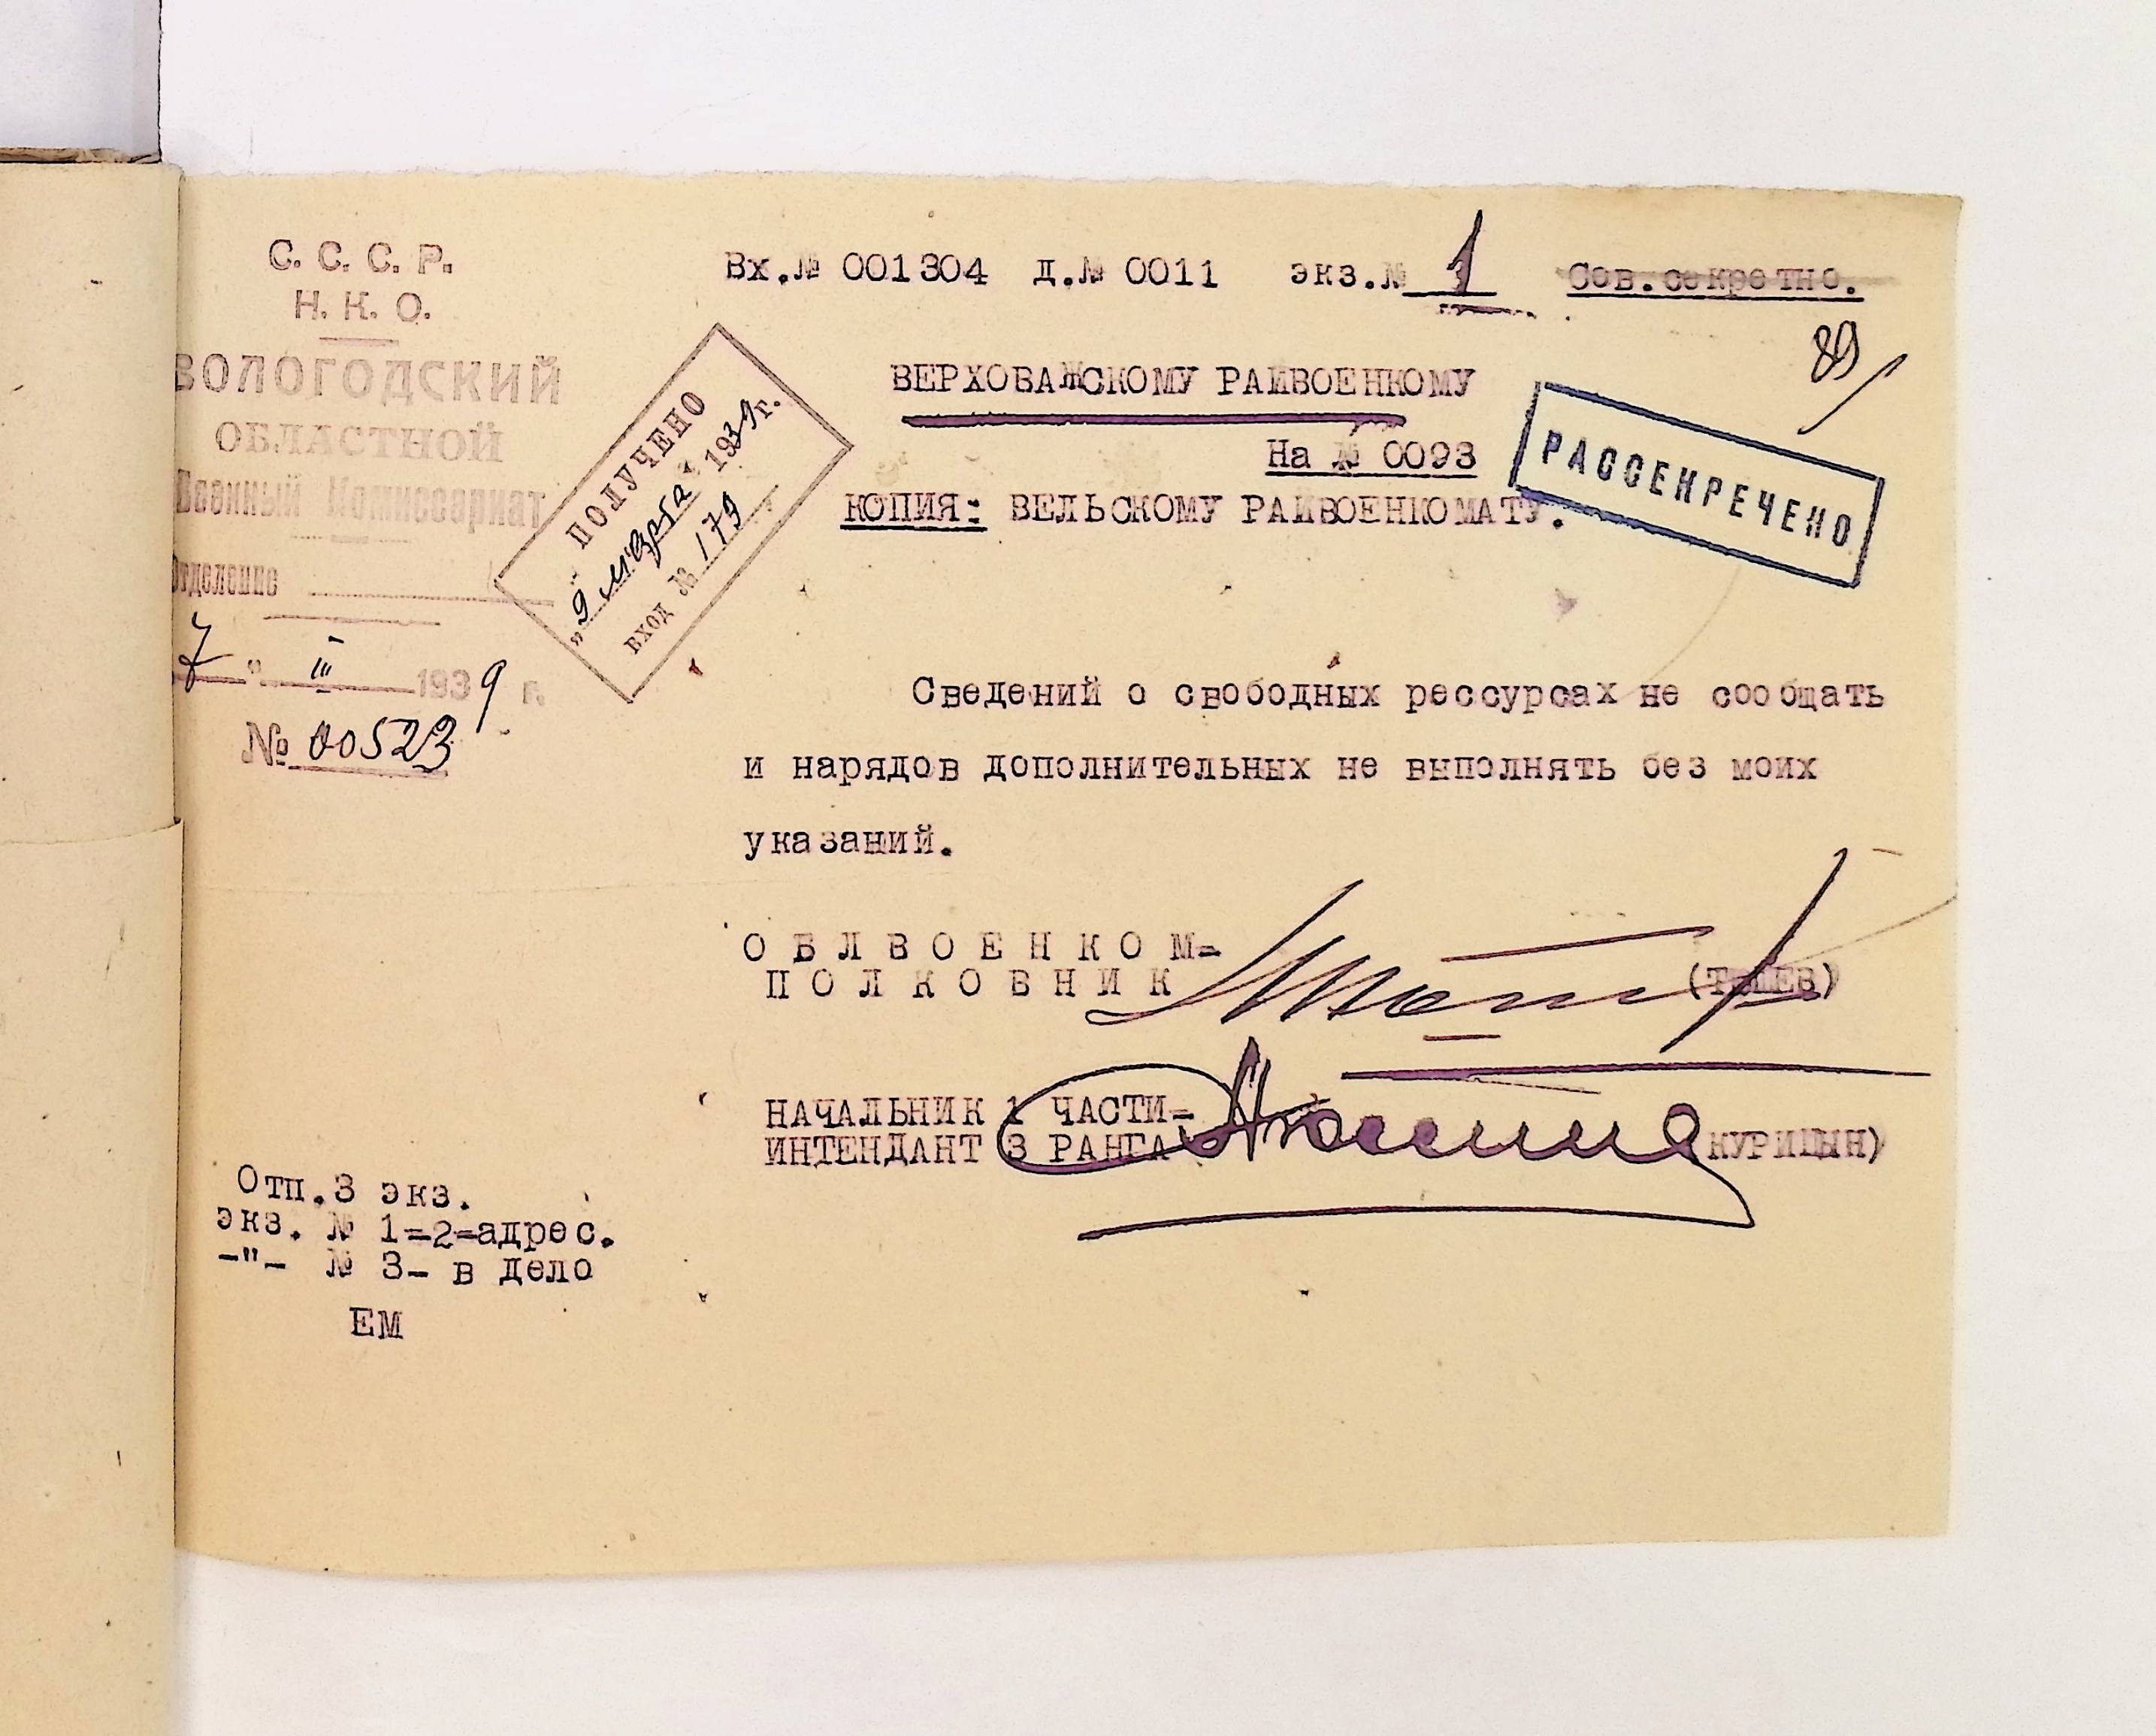 С. С. С. Р.
Н. К. О.
ВОЛОГОДСКИЙ
ОБЛАСТНОЙ
Военный Комиссариат
Отделение
7 " III 1939 г.
№ 00523
ПОЛУЧЕНО
"9" марта 1939г.
ВХОД № 179
Вх.№ 001304 д.№ 0011 экз.№ 1 Сов.секретно.
89
ВЕРХОВАЖСКОМУ РАЙВОЕНКОМУ
На № 0093
КОПИЯ: ВЕЛЬСКОМУ РАЙВОЕНКОМАТУ.
РАССЕКРЕЧЕНО
Сведений о свободных рессурсах не сообщать
и нарядов дополнительных не выполнять без моих
указаний.
ОБЛВОЕНКОМ-
ПОЛКОВНИК
НАЧАЛЬНИК 1 ЧАСТИ-
ИНТЕНДАНТ 3 РАНГА (КУРИЦЫН)
Отп.3 экз.
экз. № 1-2-адрес.
-"- № 3- в дело
ЕМ